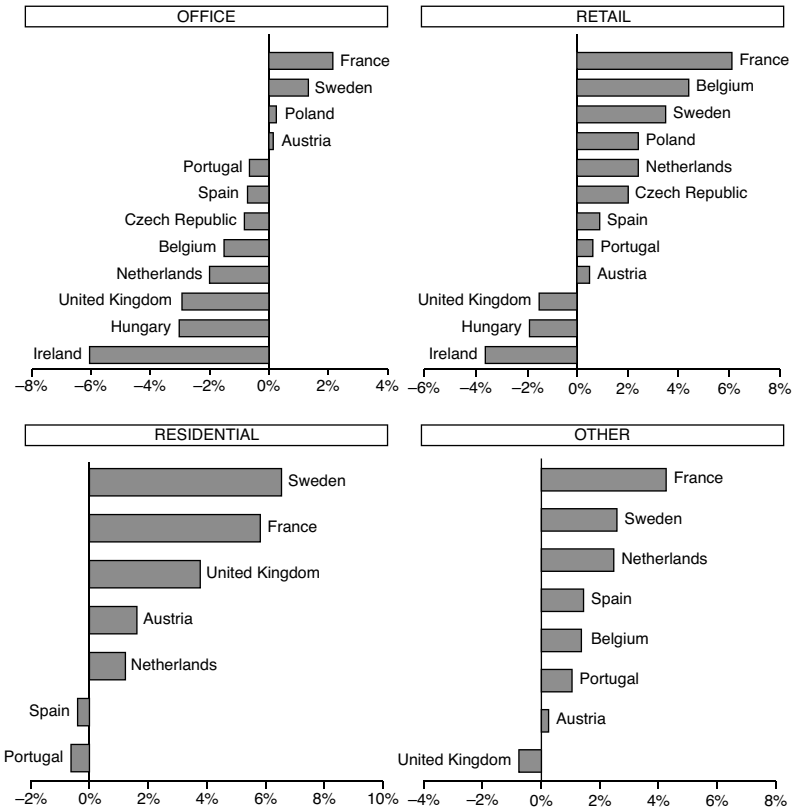 OFFICE
France
Sweden
Poland
Austria
Portugal
Spain
Czech Republic
Belgium
Netherlands
United Kingdom
Hungary
Ireland
–8% –6% –4% –2% 0% 2% 4%
RETAIL
France
Belgium
Sweden
Poland
Netherlands
Czech Republic
Spain
Portugal
Austria
United Kingdom
Hungary
Ireland
–6% –4% –2% 0% 2% 4% 6% 8%
RESIDENTIAL
Sweden
France
United Kingdom
Austria
Netherlands
Spain
Portugal
–2% 0% 2% 4% 6% 8% 10%
OTHER
France
Sweden
Netherlands
Spain
Belgium
Portugal
Austria
United Kingdom
–4% –2% 0% 2% 4% 6% 8%